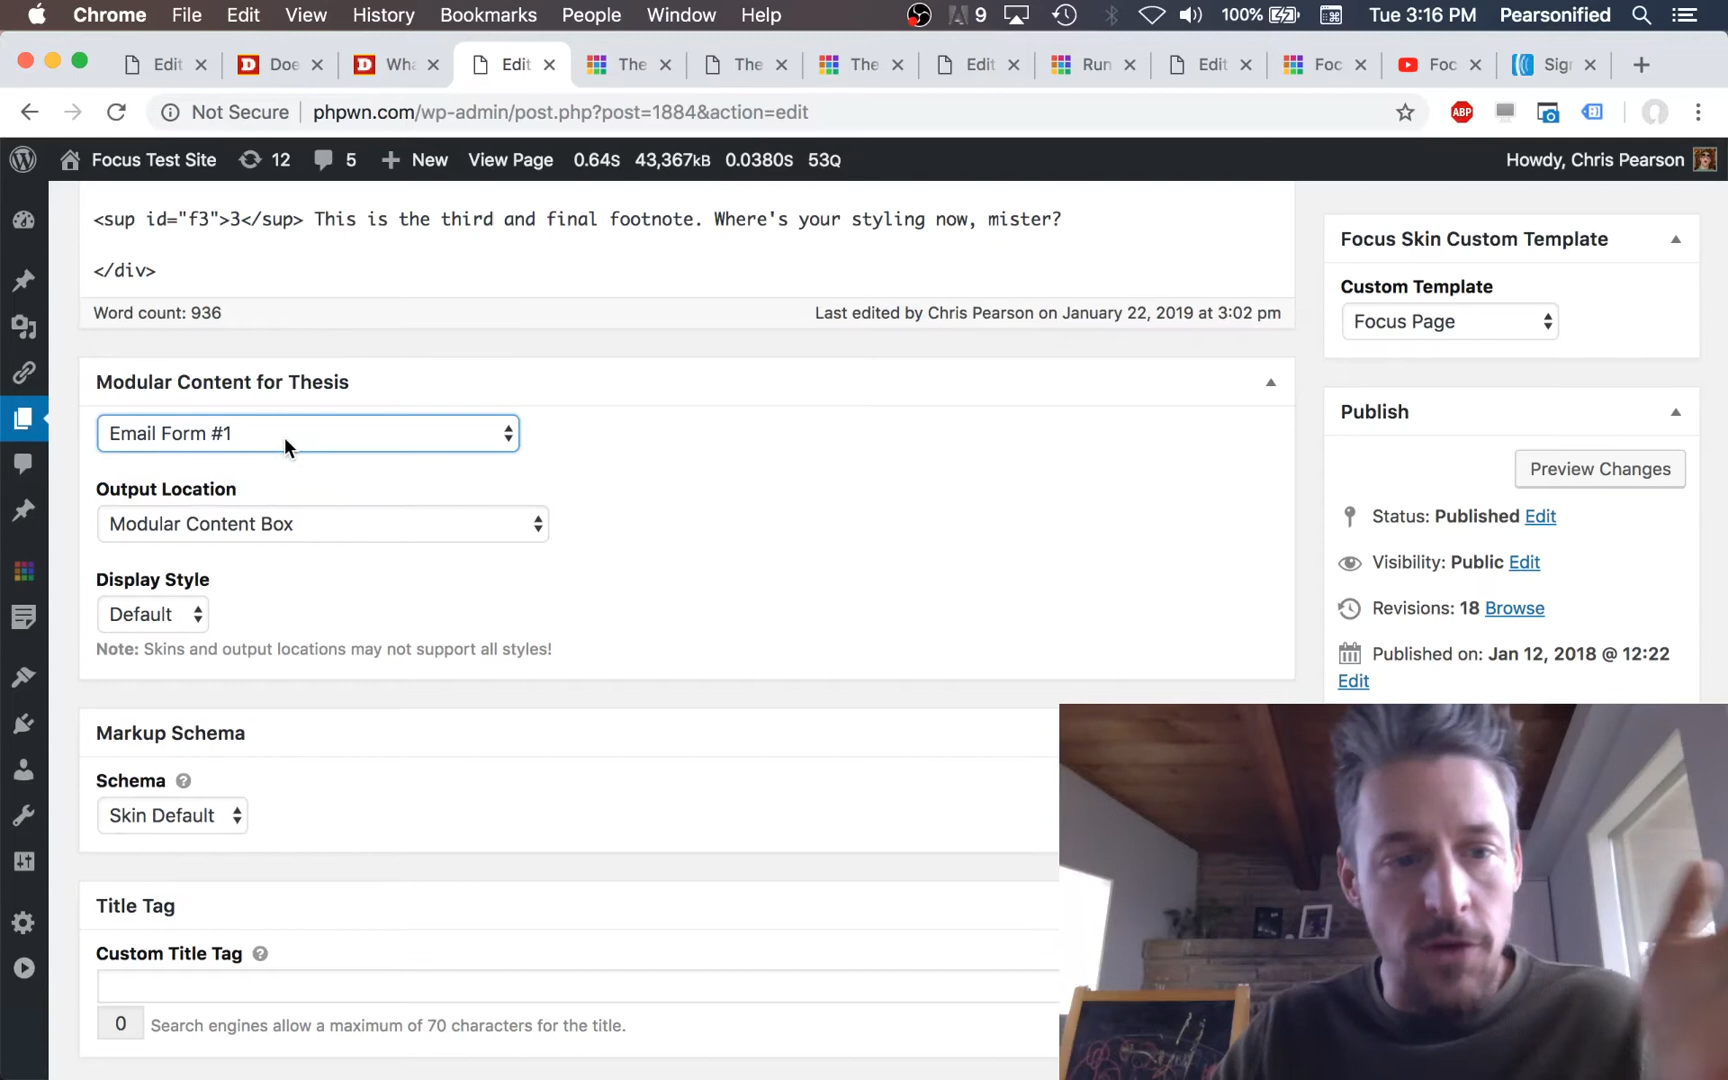 Chrome File Edit View History Bookmarks People Window Help 9 100% Tue 3:16 PM Pearsonified
Edit Doe Wha Edit The The The Edit Run Edit Foc Foc Sign
Not Secure phpwn.com/wp-admin/post.php?post=1884&action=edit ABP
Focus Test Site 12 5 New View Page 0.64S 43,367kB 0.0380S 53Q Howdy, Chris Pearson
<sup id="f3">3</sup> This is the third and final footnote. Where's your styling now, mister?
</div>
Word count: 936 Last edited by Chris Pearson on January 22, 2019 at 3:02 pm
Modular Content for Thesis
Email Form #1
Output Location
Modular Content Box
Display Style
Default
Note: Skins and output locations may not support all styles!
Markup Schema
Schema
Skin Default
Title Tag
Custom Title Tag
0 Search engines allow a maximum of 70 characters for the title.
Focus Skin Custom Template
Custom Template
Focus Page
Publish
Preview Changes
Status: Published Edit
Visibility: Public Edit
Revisions: 18 Browse
Published on: Jan 12, 2018 @ 12:22
Edit